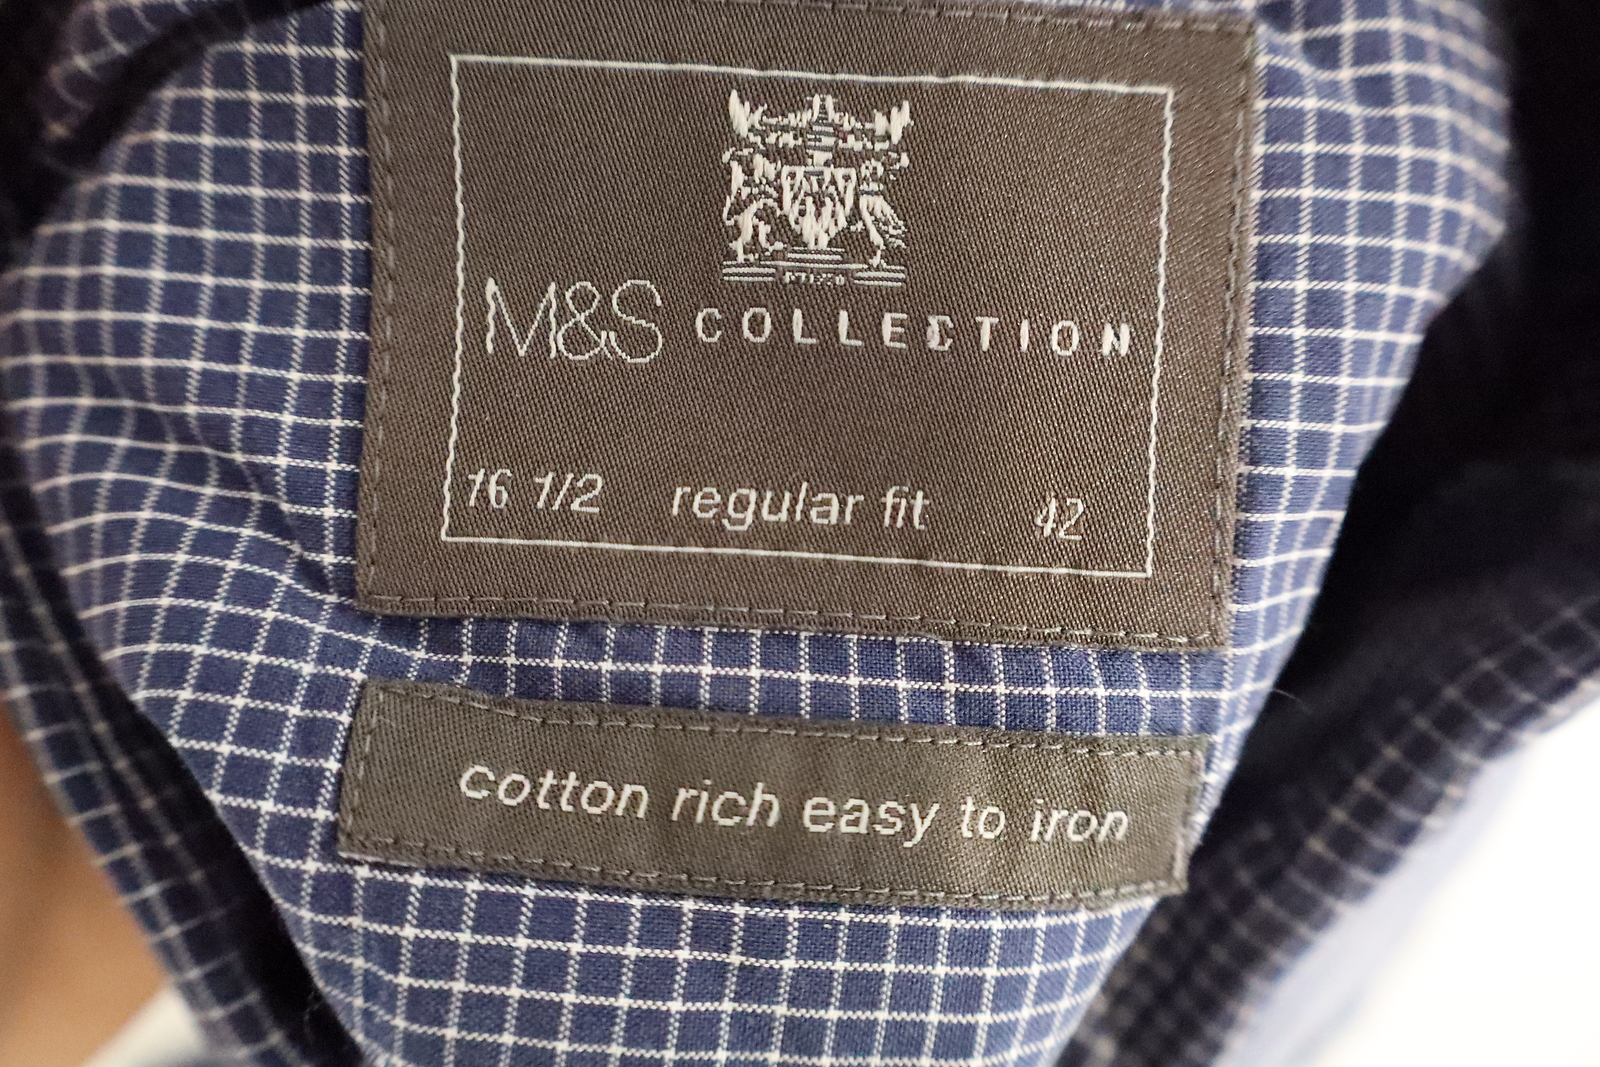 M&S COLLECTION
16 1/2 regular fit 42
cotton rich easy to iron